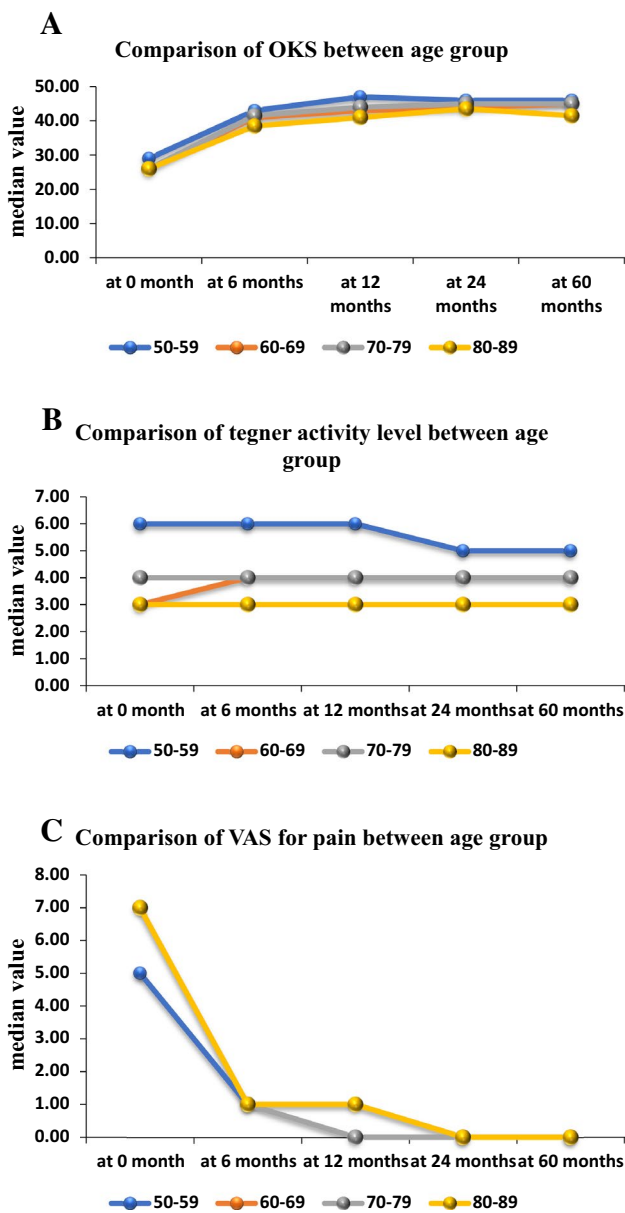 A
Comparison of OKS between age group
median value
50.00
40.00
30.00
20.00
10.00
0.00
at 0 month at 6 months at 12 months at 24 months at 60 months
50-59 60-69 70-79 80-89
B
Comparison of tegner activity level between age
group
median value
7.00
6.00
5.00
4.00
3.00
2.00
1.00
0.00
at 0 month at 6 months at 12 months at 24 months at 60 months
50-59 60-69 70-79 80-89
C
Comparison of VAS for pain between age group
median value
8.00
7.00
6.00
5.00
4.00
3.00
2.00
1.00
0.00
at 0 month at 6 months at 12 months at 24 months at 60 months
50-59 60-69 70-79 80-89